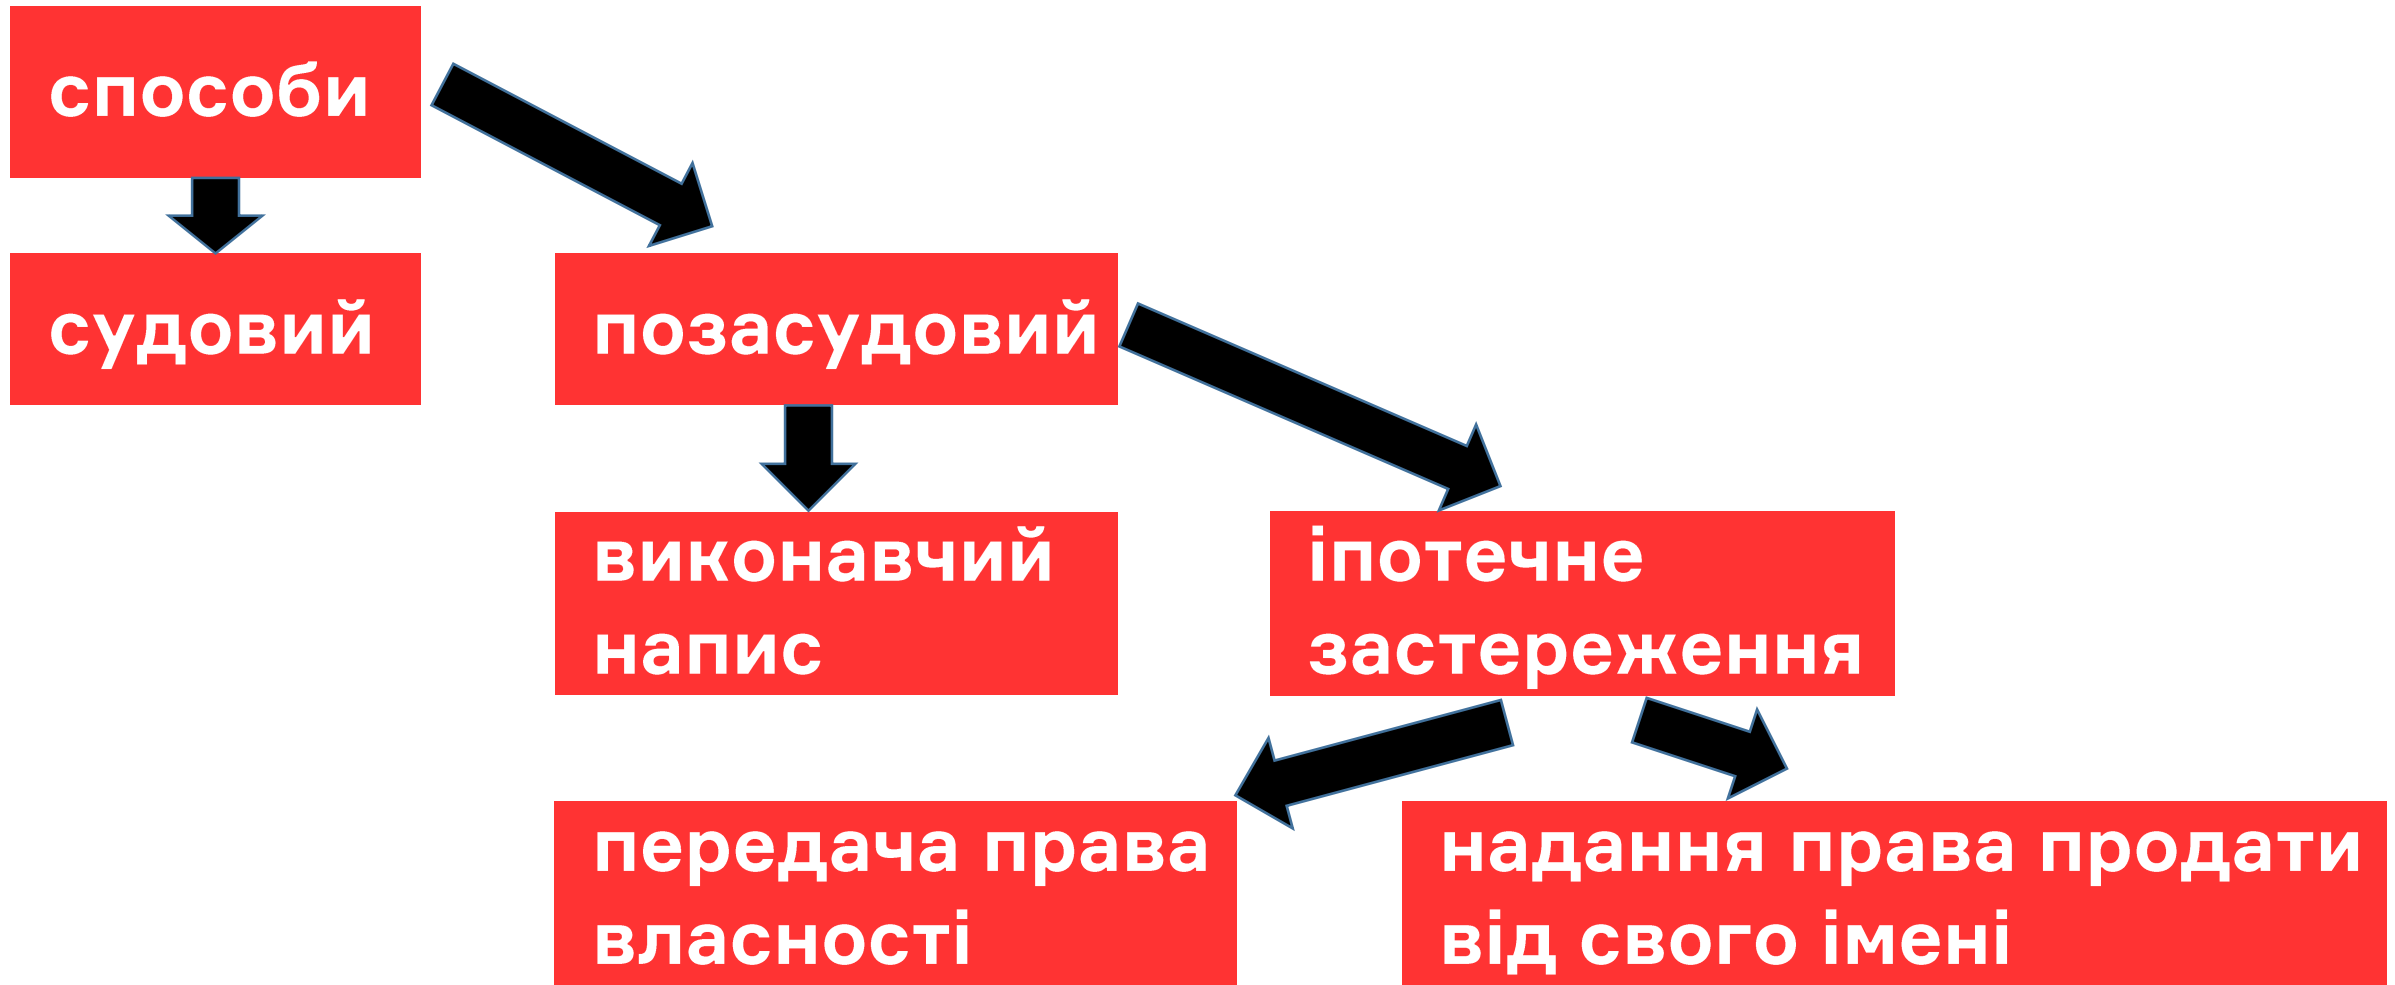 способи
судовий
позасудовий
виконавчий
напис
іпотечне
застереження
передача права
власності
надання права продати
від свого імені